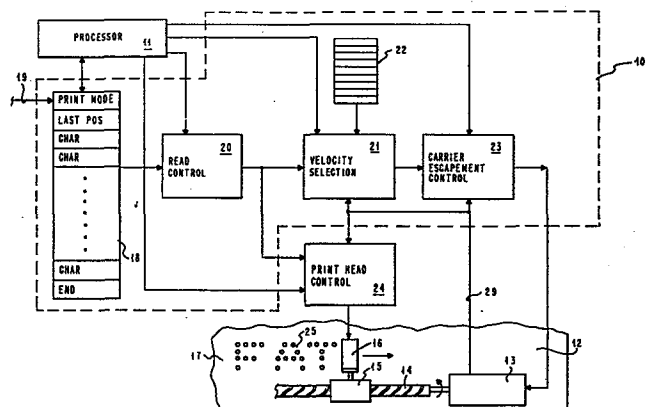 PROCESSOR
11
22
10
19
PRINT MODE
LAST POS
CHAR
CHAR
READ CONTROL
20
VELOCITY SELECTION
21
CARRIER ESCAPEMENT CONTROL
23
18
CHAR
END
PRINT HEAD CONTROL
24
29
12
17
25
16
15
14
13